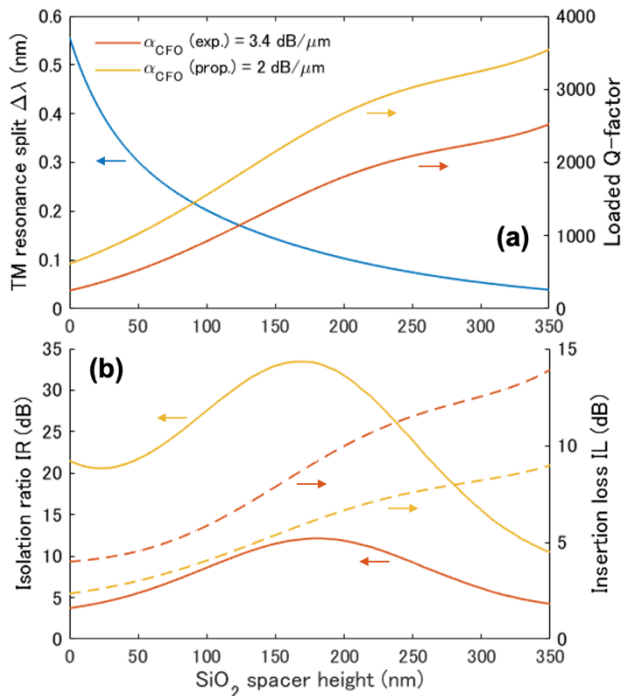 TM resonance split Δλ (nm)
0.6
0.5
0.4
0.3
0.2
0.1
0
α_CFO (exp.) = 3.4 dB/μm
α_CFO (prop.) = 2 dB/μm
(a)
4000
3000
2000
1000
0
Loaded Q-factor
0 50 100 150 200 250 300 350
Isolation ratio IR (dB)
35
30
25
20
15
10
5
0
(b)
15
10
5
0
Insertion loss IL (dB)
0 50 100 150 200 250 300 350
SiO₂ spacer height (nm)